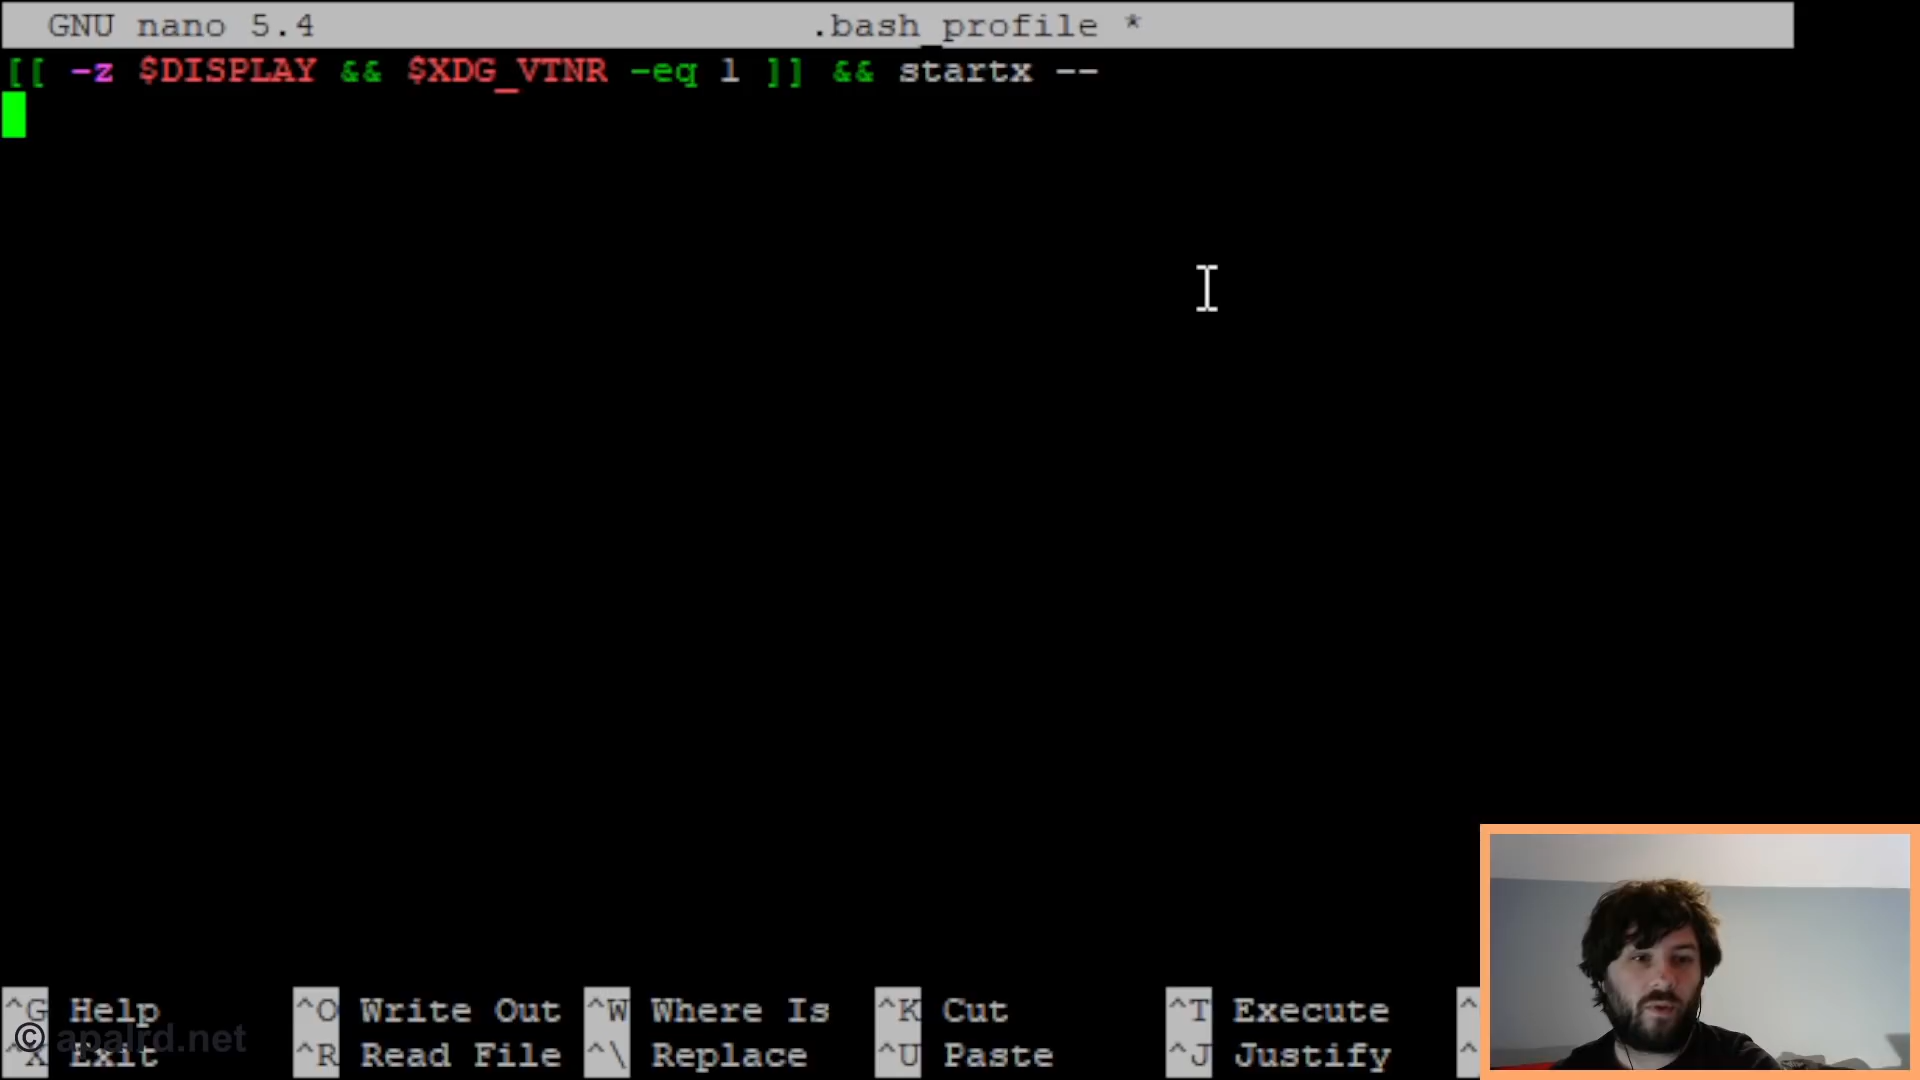 GNU nano 5.4 .bash_profile *
[[ -z $DISPLAY && $XDG_VTNR -eq 1 ]] && startx --
^G Help ^O Write Out ^W Where Is ^K Cut ^T Execute ^
^X Exit ^R Read File ^\ Replace ^U Paste ^J Justify ^
© apalrd.net